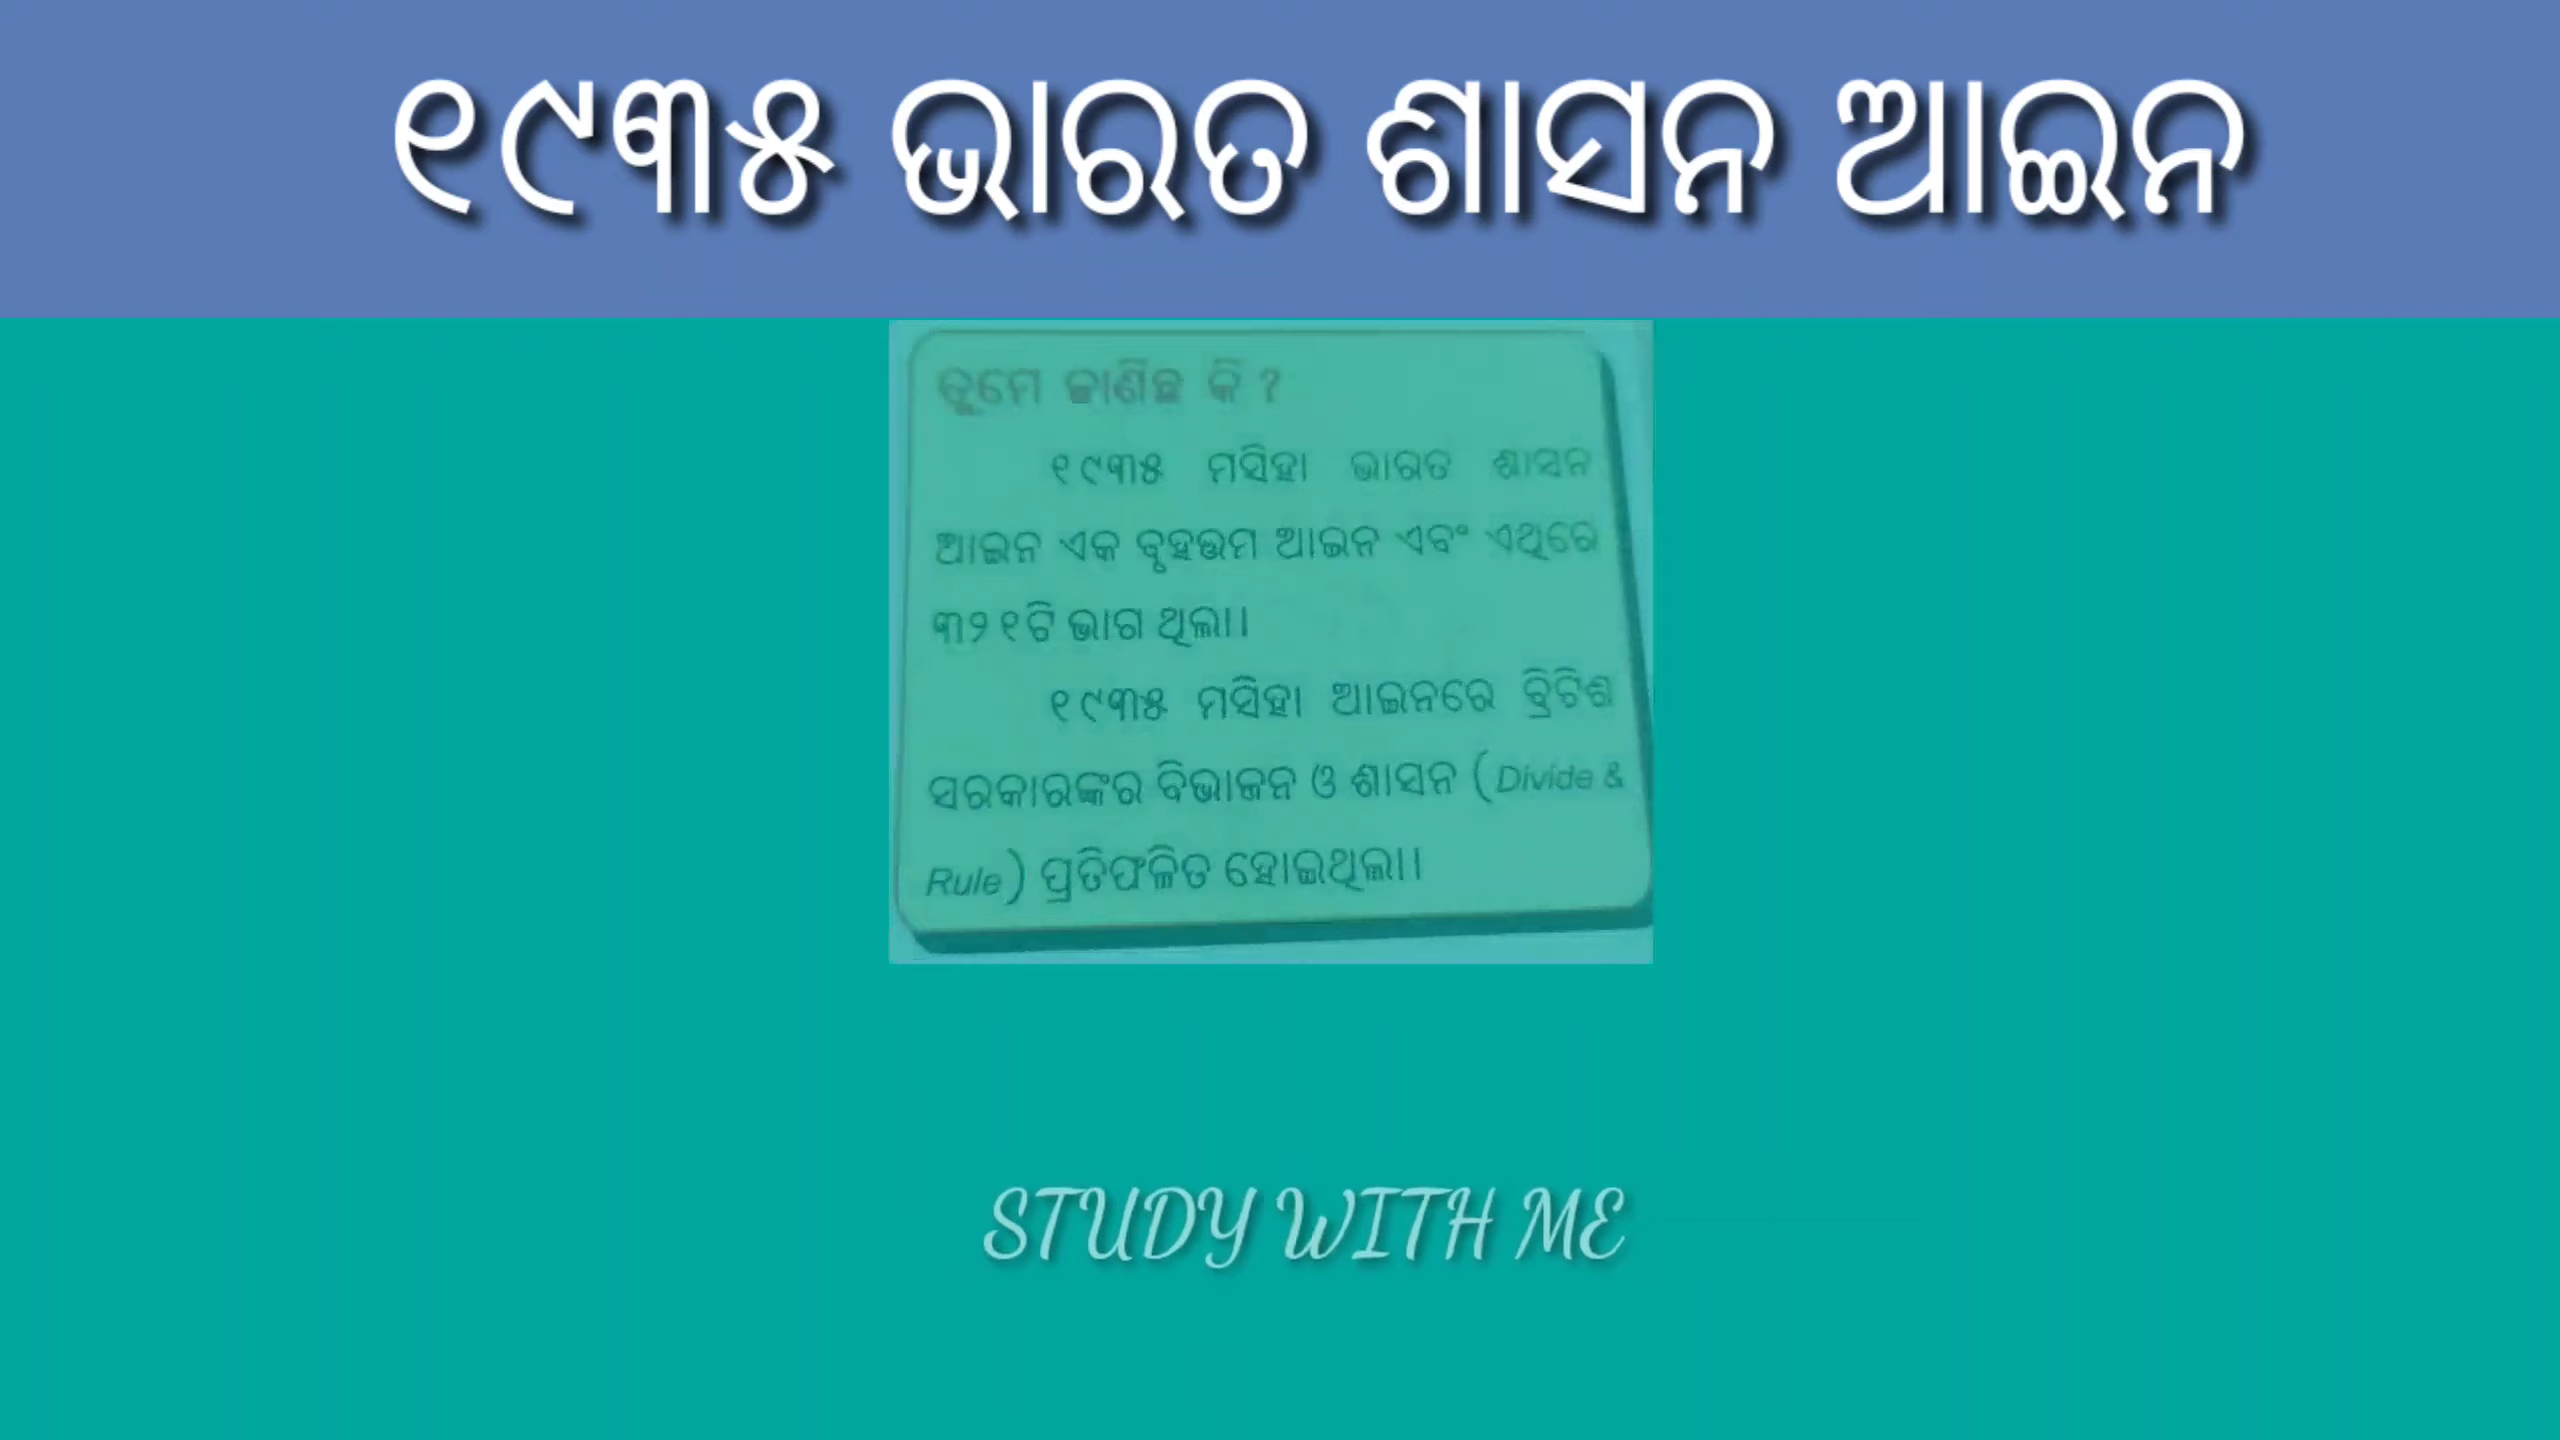 ୧୯୩୫ ଭାରତ ଶାସନ ଆଇନ
ତୁମେ ଜାଣିଛ କି ?
୧୯୩୫ ମସିହା ଭାରତ ଶାସନ
ଆଇନ ଏକ ବୃହତ୍ତମ ଆଇନ ଏବଂ ଏଥିରେ
୩୨୧ଟି ଭାଗ ଥିଲା।
୧୯୩୫ ମସିହା ଆଇନରେ ବ୍ରିଟିଶ
ସରକାରଙ୍କର ବିଭାଜନ ଓ ଶାସନ (Divide &
Rule) ପ୍ରତିଫଳିତ ହୋଇଥିଲା।
STUDY WITH ME